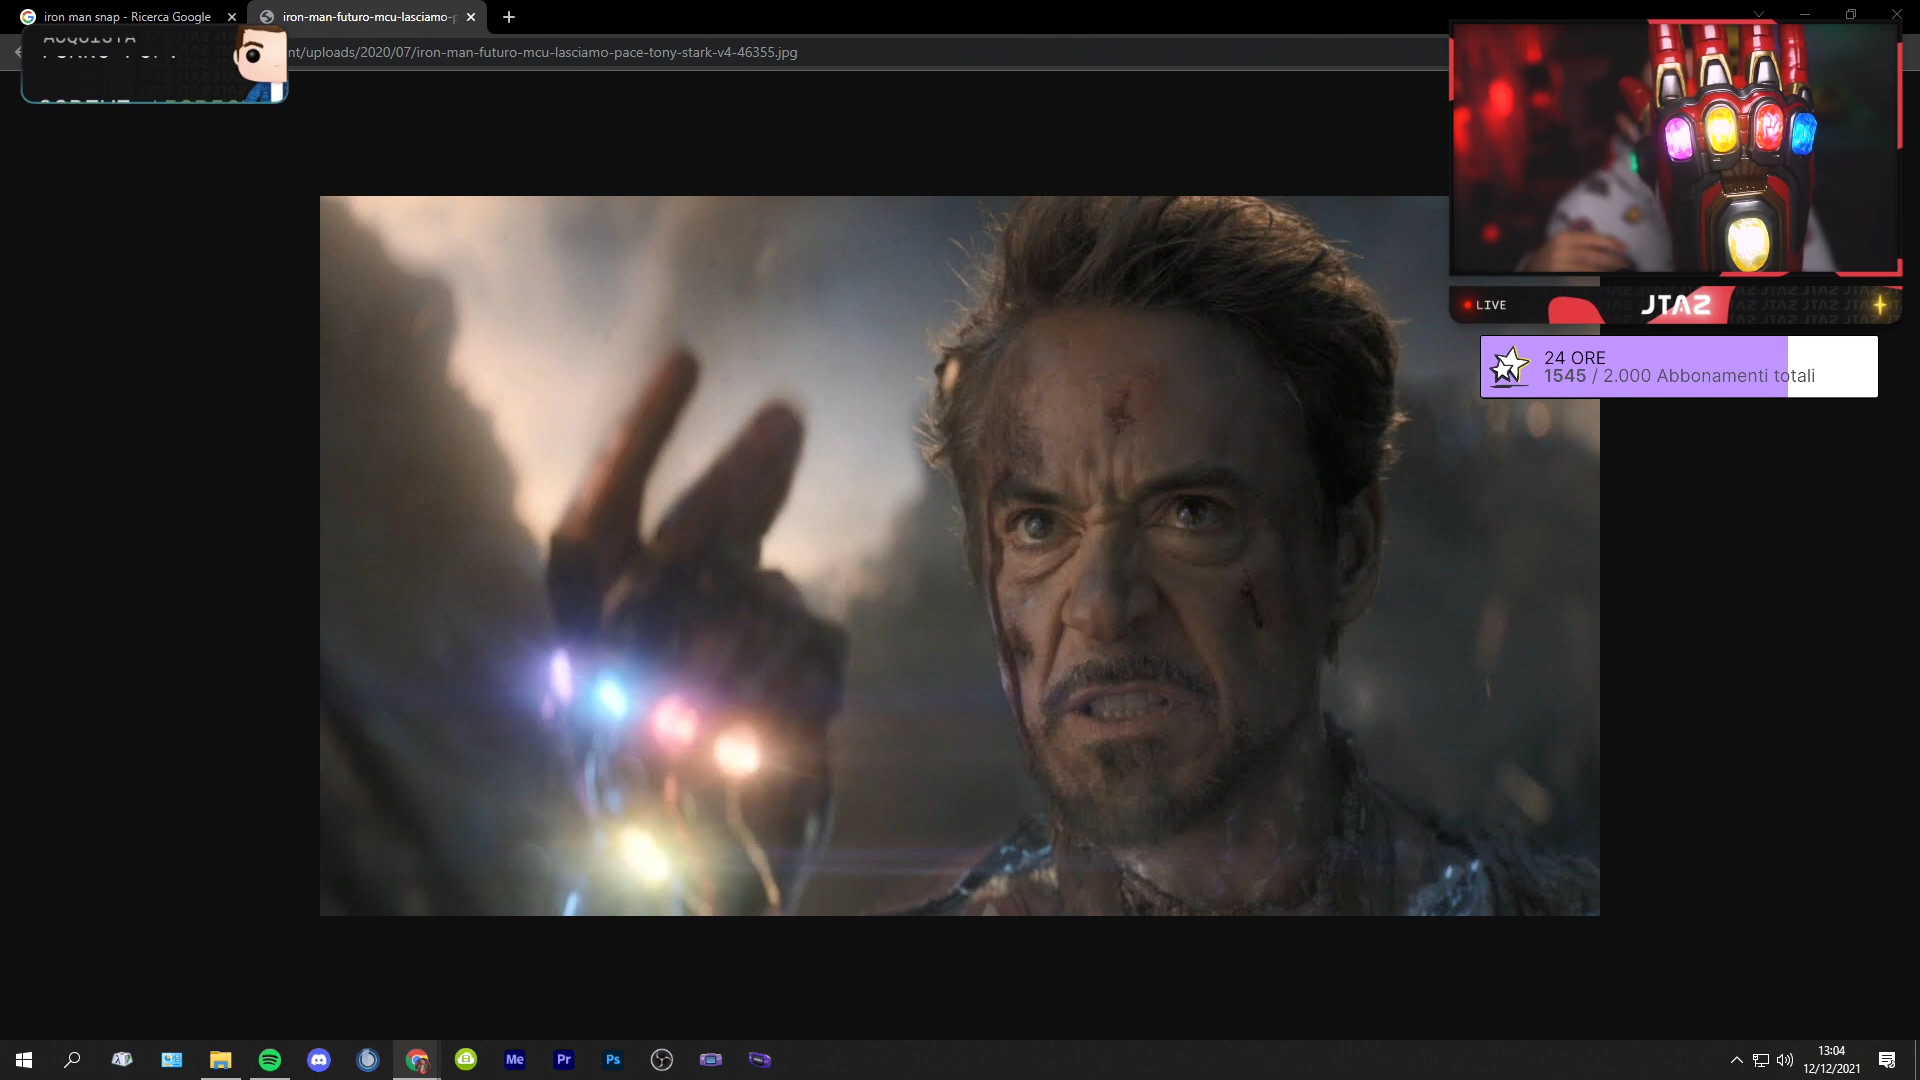 iron man snap - Ricerca Google
iron-man-futuro-mcu-lasciamo-p
ACQUISTA
nt/uploads/2020/07/iron-man-futuro-mcu-lasciamo-pace-tony-stark-v4-46355.jpg
LIVE
JTAZ
24 ORE
1545 / 2.000 Abbonamenti totali
Me
Pr
Ps
13:04
12/12/2021